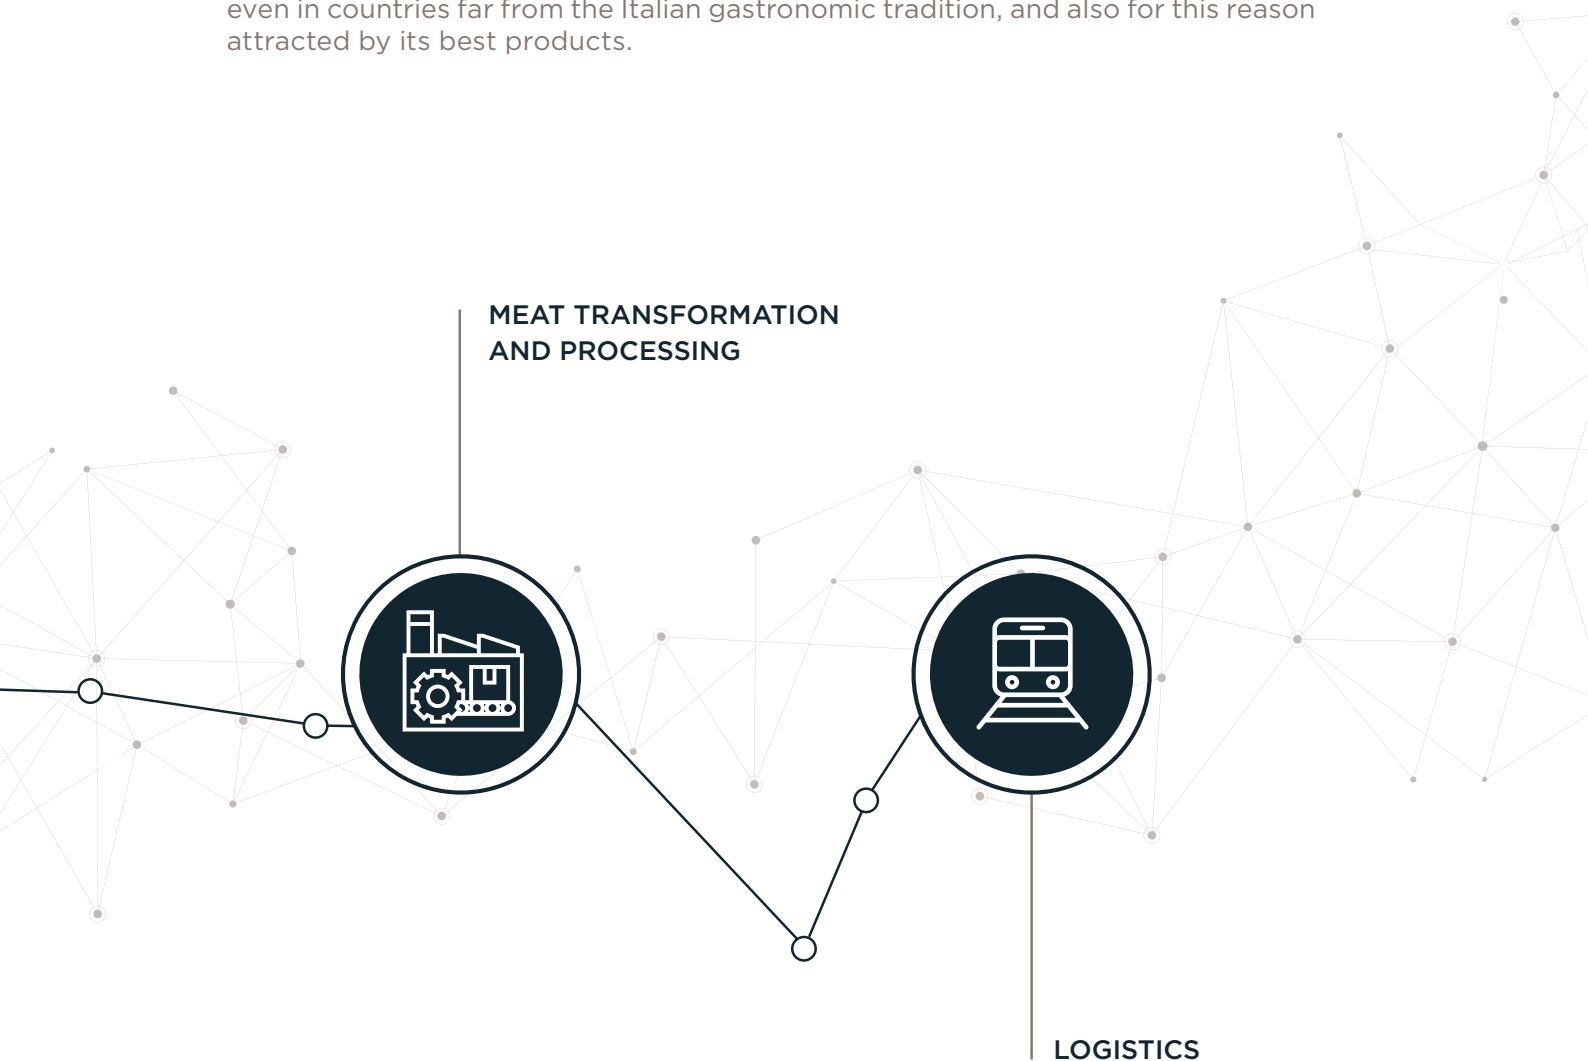 even in countries far from the Italian gastronomic tradition, and also for this reason
attracted by its best products.
MEAT TRANSFORMATION
AND PROCESSING
LOGISTICS